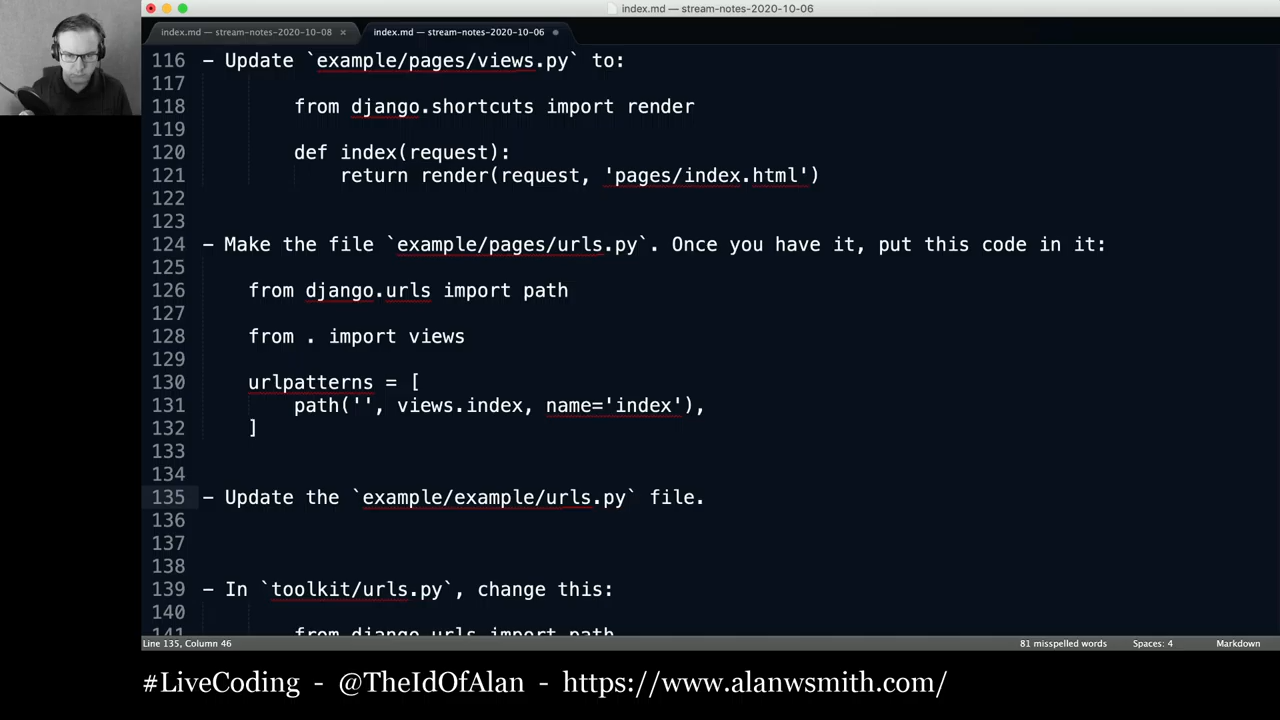 index.md — stream-notes-2020-10-06
index.md — stream-notes-2020-10-08 ×
index.md — stream-notes-2020-10-06
116 - Update `example/pages/views.py` to:
117
118 from django.shortcuts import render
119
120 def index(request):
121 return render(request, 'pages/index.html')
122
123
124 - Make the file `example/pages/urls.py`. Once you have it, put this code in it:
125
126 from django.urls import path
127
128 from . import views
129
130 urlpatterns = [
131 path('', views.index, name='index'),
132 ]
133
134
135 - Update the `example/example/urls.py` file.
136
137
138
139 - In `toolkit/urls.py`, change this:
140
141 from django.urls import path
Line 135, Column 46
81 misspelled words
Spaces: 4
Markdown
#LiveCoding - @TheIdOfAlan - https://www.alanwsmith.com/